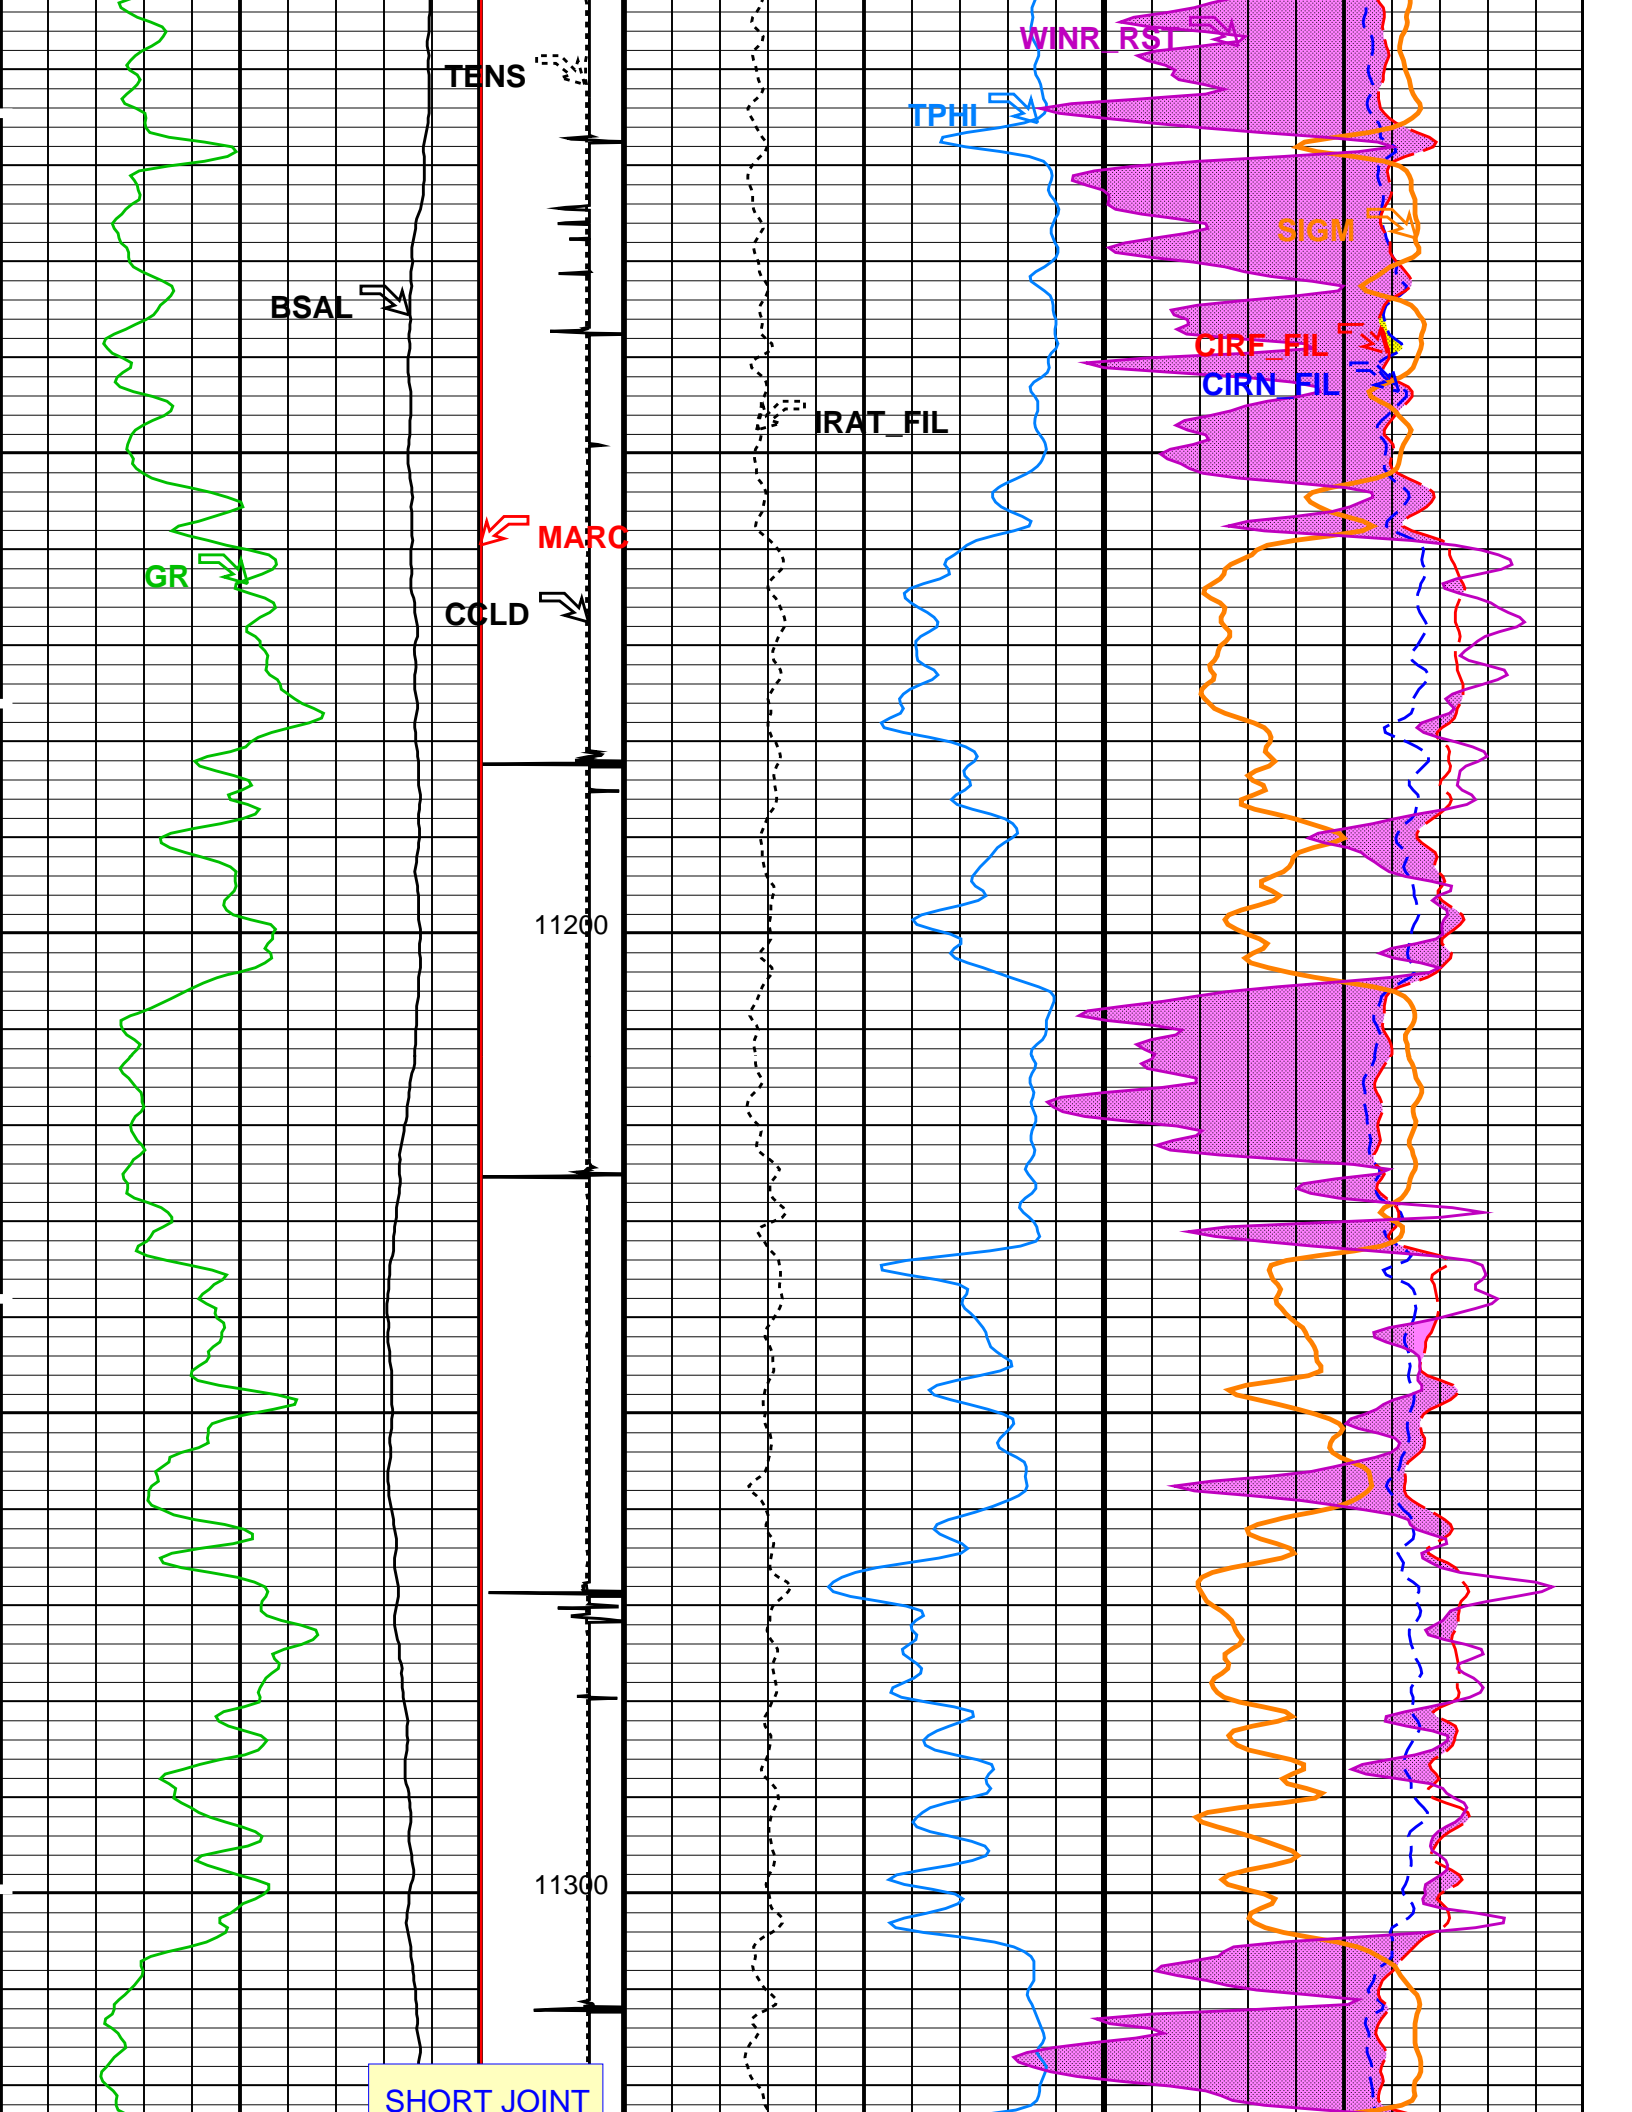 WINR_RST
TENS
TPHI
SIGM
BSAL
CIRF_FIL
CIRN_FIL
IRAT_FIL
MARC
GR
CCLD
11200
11300
SHORT JOINT